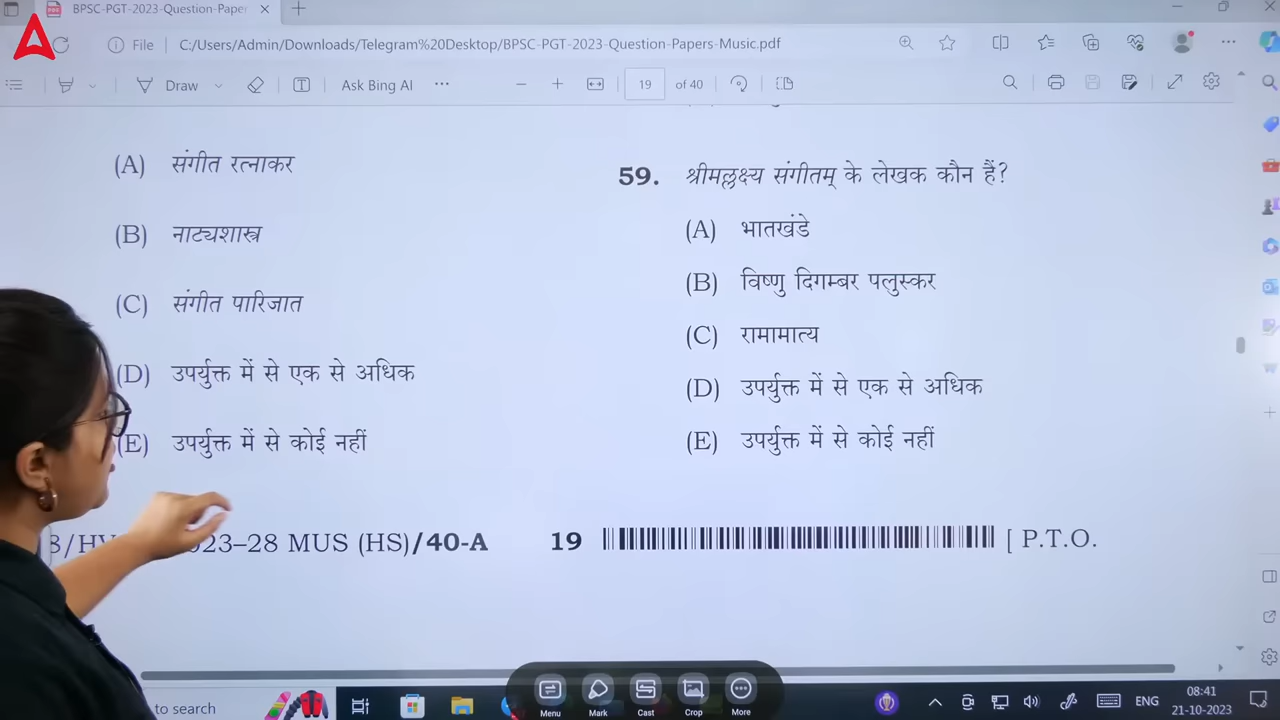 BPSC-PGT-2023-Question-Paper
File C:/Users/Admin/Downloads/Telegram%20Desktop/BPSC-PGT-2023-Question-Papers-Music.pdf
Draw Ask Bing AI 19 of 40
(A) संगीत रत्नाकर
(B) नाट्यशास्त्र
(C) संगीत पारिजात
(D) उपर्युक्त में से एक से अधिक
(E) उपर्युक्त में से कोई नहीं
59. श्रीमल्लक्ष्य संगीतम् के लेखक कौन हैं?
(A) भातखंडे
(B) विष्णु दिगम्बर पलुस्कर
(C) रामामात्य
(D) उपर्युक्त में से एक से अधिक
(E) उपर्युक्त में से कोई नहीं
023–28 MUS (HS)/40-A 19 [ P.T.O.
Menu Mark Cast Crop More
to search
ENG 08:41
21-10-2023